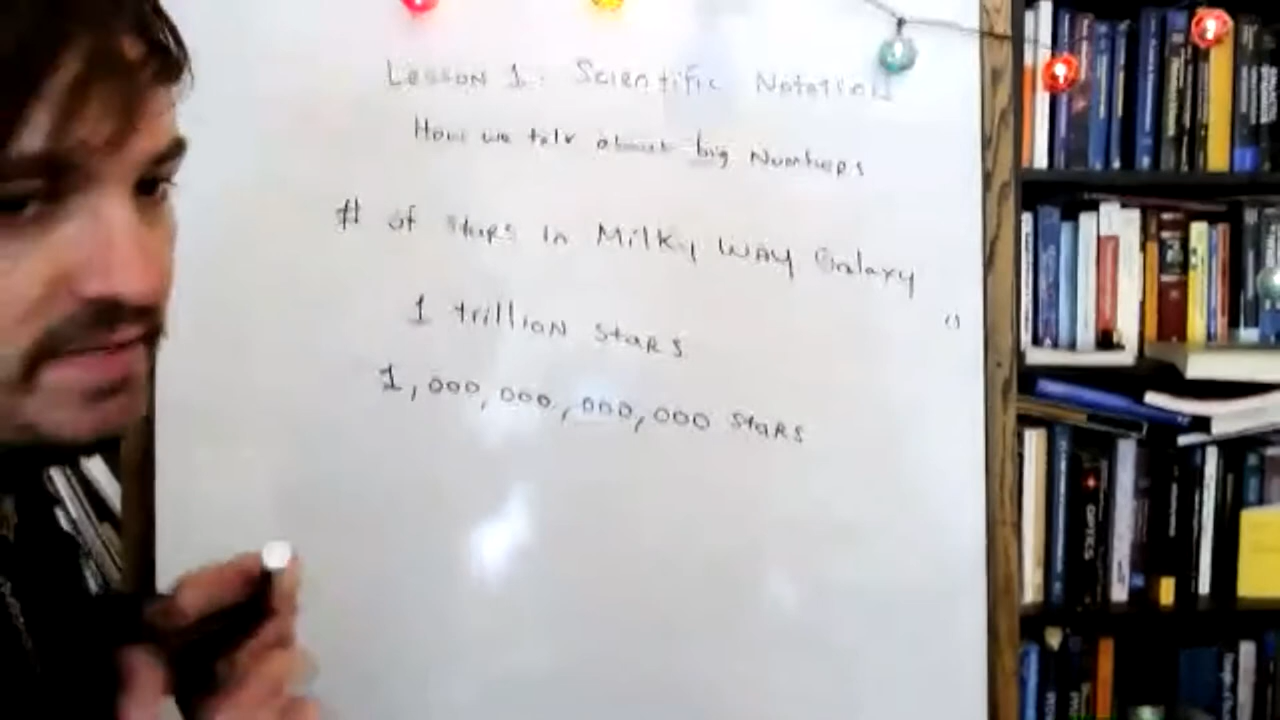 Lesson 1: Scientific Notation
How we talk about big Numbers
# of stars in Milky Way Galaxy
1 trillion stars
1,000,000,000,000 stars
OPTICS